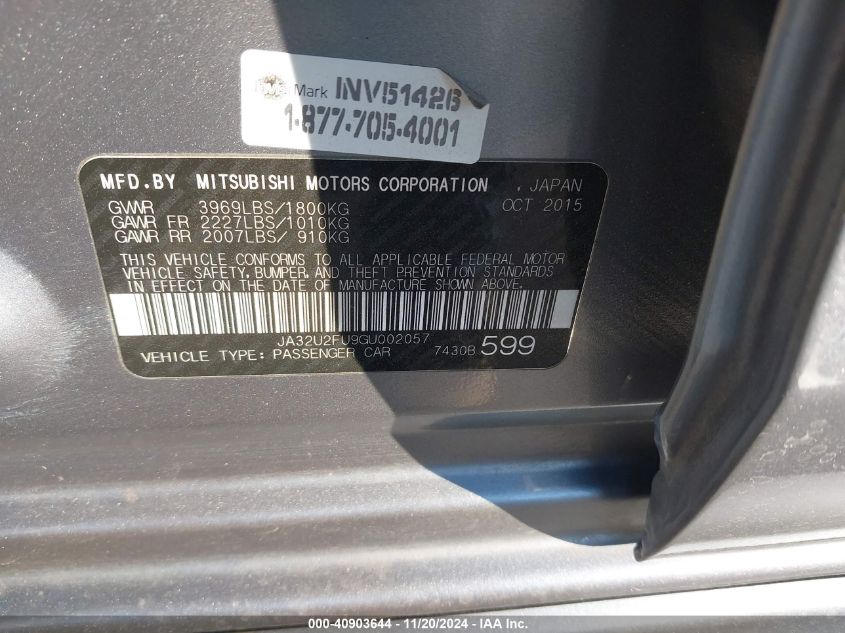 Mark INV51426
1-877-705-4001
MFD.BY MITSUBISHI MOTORS CORPORATION , JAPAN
GVWR 3969LBS/1800KG OCT 2015
GAWR FR 2227LBS/1010KG
GAWR RR 2007LBS/ 910KG
THIS VEHICLE CONFORMS TO ALL APPLICABLE FEDERAL MOTOR
VEHICLE SAFETY, BUMPER, AND THEFT PREVENTION STANDARDS
IN EFFECT ON THE DATE OF MANUFACTURE SHOWN ABOVE.
JA32U2FU9GU002057
VEHICLE TYPE: PASSENGER CAR 7430B 599
000-40903644 - 11/20/2024 - IAA Inc.